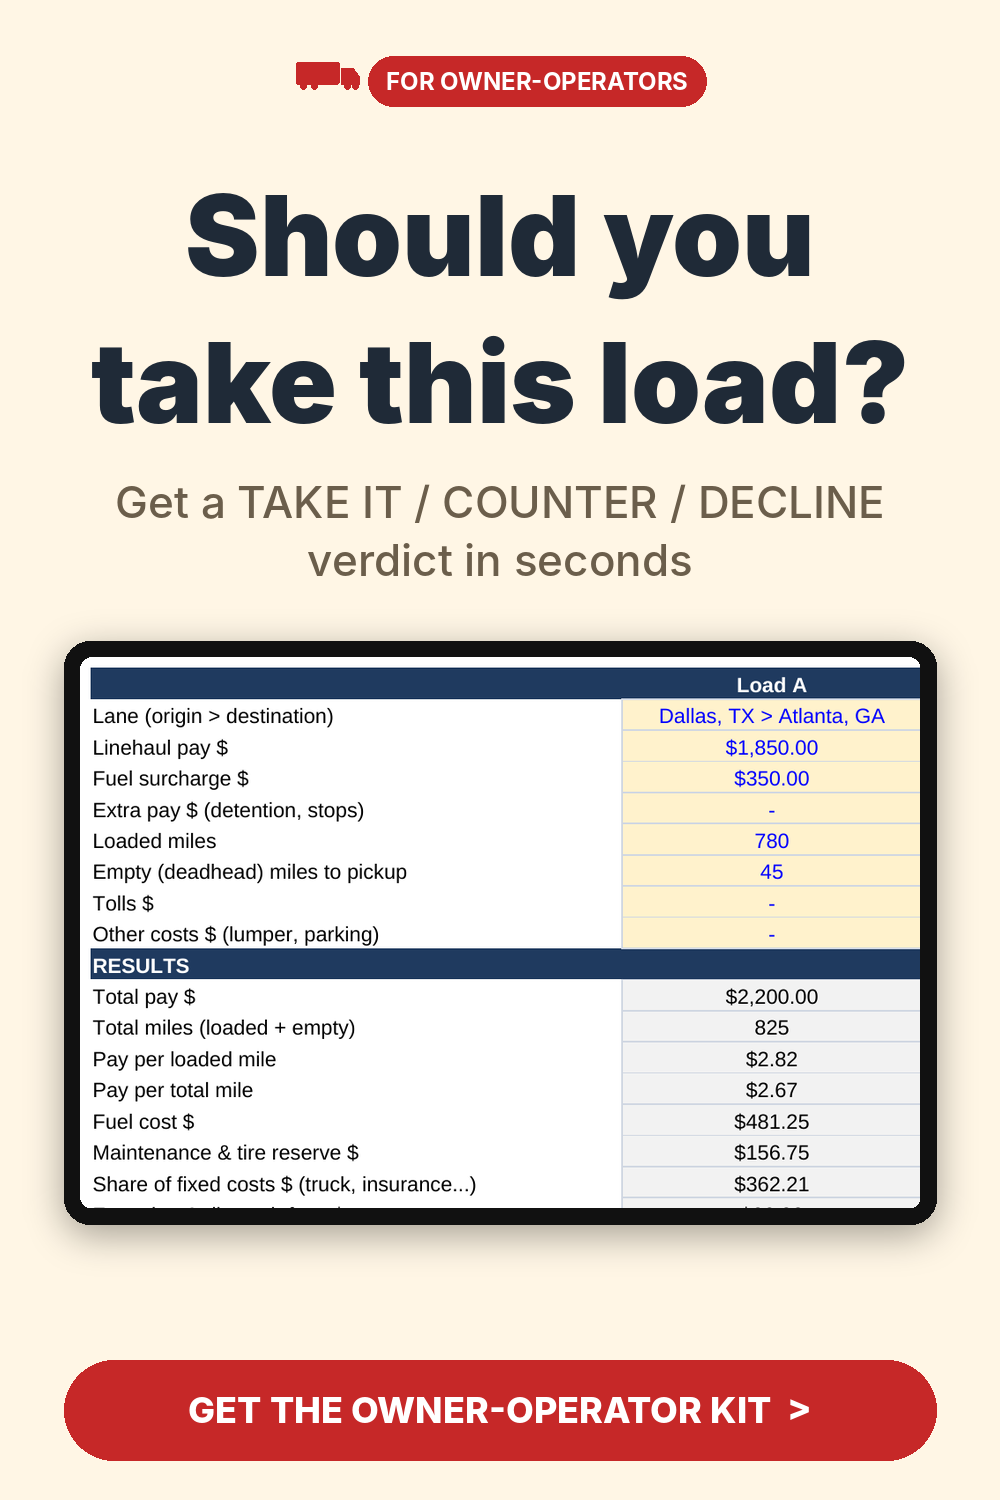 FOR OWNER-OPERATORS
Should you
take this load?
Get a TAKE IT / COUNTER / DECLINE
verdict in seconds
Load A
Lane (origin > destination) Dallas, TX > Atlanta, GA
Linehaul pay $ $1,850.00
Fuel surcharge $ $350.00
Extra pay $ (detention, stops) -
Loaded miles 780
Empty (deadhead) miles to pickup 45
Tolls $ -
Other costs $ (lumper, parking) -
RESULTS
Total pay $ $2,200.00
Total miles (loaded + empty) 825
Pay per loaded mile $2.82
Pay per total mile $2.67
Fuel cost $ $481.25
Maintenance & tire reserve $ $156.75
Share of fixed costs $ (truck, insurance...) $362.21
GET THE OWNER-OPERATOR KIT >